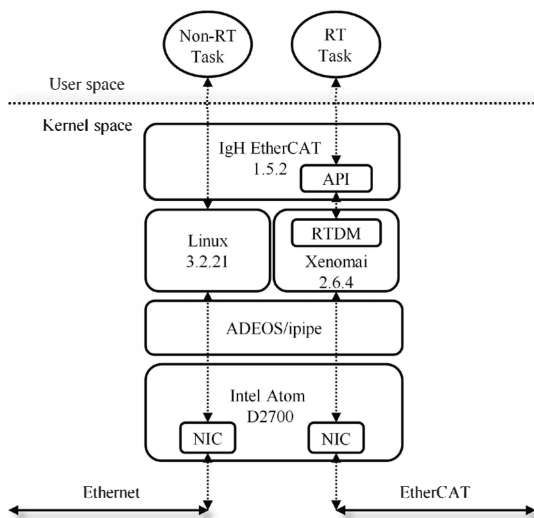 Non-RT
Task
RT
Task
User space
Kernel space
IgH EtherCAT
1.5.2
API
Linux
3.2.21
RTDM
Xenomai
2.6.4
ADEOS/ipipe
Intel Atom
D2700
NIC
NIC
Ethernet
EtherCAT